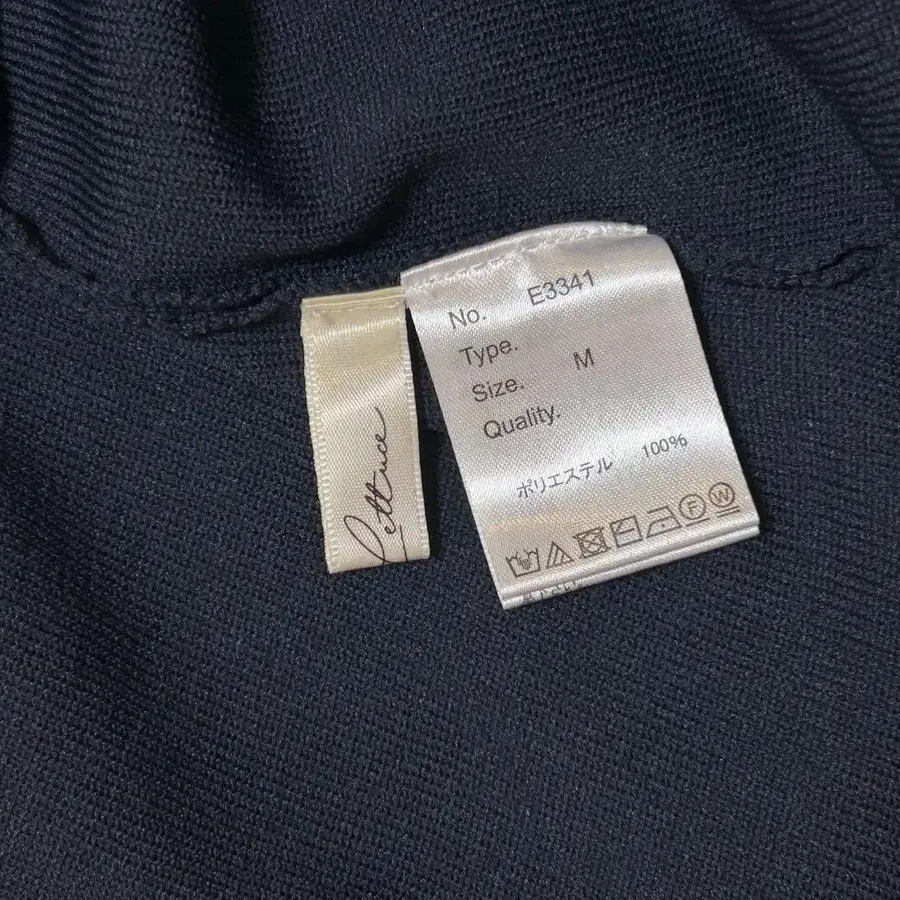 Lettuce
No. E3341
Type.
Size. M
Quality.
ポリエステル 100%
F W